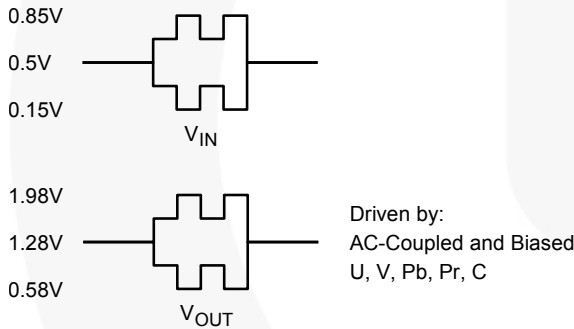 0.85V
0.5V
0.15V
VIN
1.98V
1.28V
0.58V
VOUT
Driven by:
AC-Coupled and Biased
U, V, Pb, Pr, C